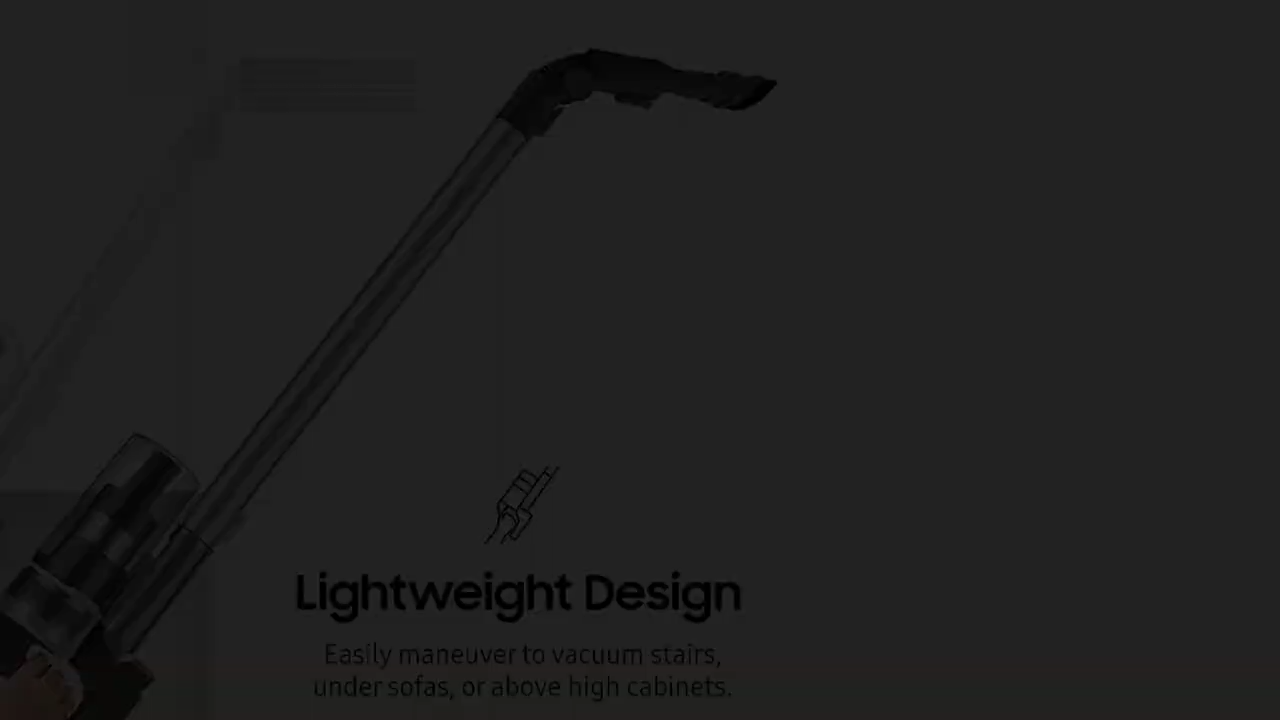 Lightweight Design
Easily maneuver to vacuum stairs,
under sofas, or above high cabinets.